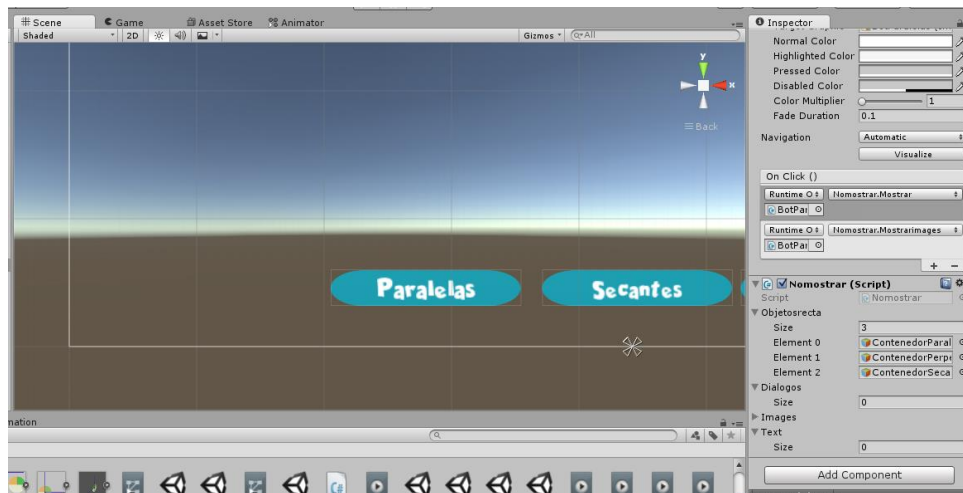 Scene Game Asset Store Animator
Shaded 2D Gizmos All
y
x
Back
Paralelas
Secantes
mation
Inspector
Normal Color
Highlighted Color
Pressed Color
Disabled Color
Color Multiplier 1
Fade Duration 0.1
Navigation Automatic
Visualize
On Click ()
Runtime O Nomostrar.Mostrar
BotPar
Runtime O Nomostrar.Mostrarimages
BotPar
Nomostrar (Script)
Script Nomostrar
Objetosrecta
Size 3
Element 0 ContenedorParal
Element 1 ContenedorPerpe
Element 2 ContenedorSeca
Dialogos
Size 0
Images
Text
Size 0
Add Component